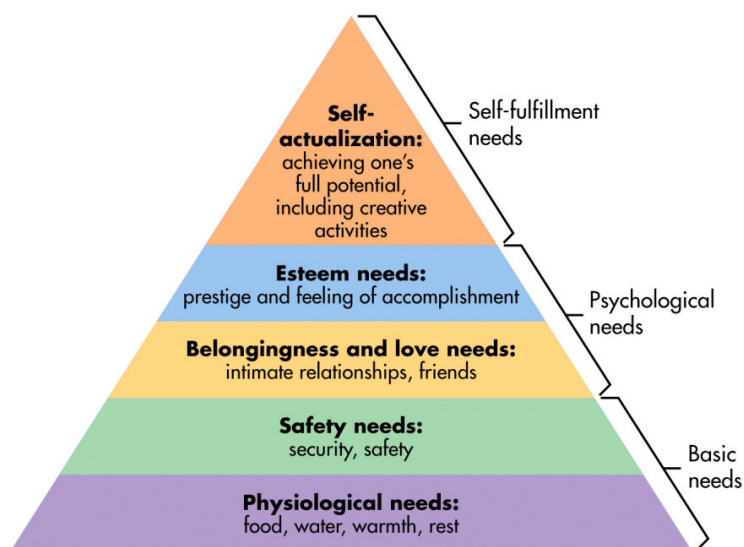 Self-
actualization:
achieving one's
full potential,
including creative
activities
Self-fulfillment
needs
Esteem needs:
prestige and feeling of accomplishment
Psychological
needs
Belongingness and love needs:
intimate relationships, friends
Safety needs:
security, safety
Basic
needs
Physiological needs:
food, water, warmth, rest